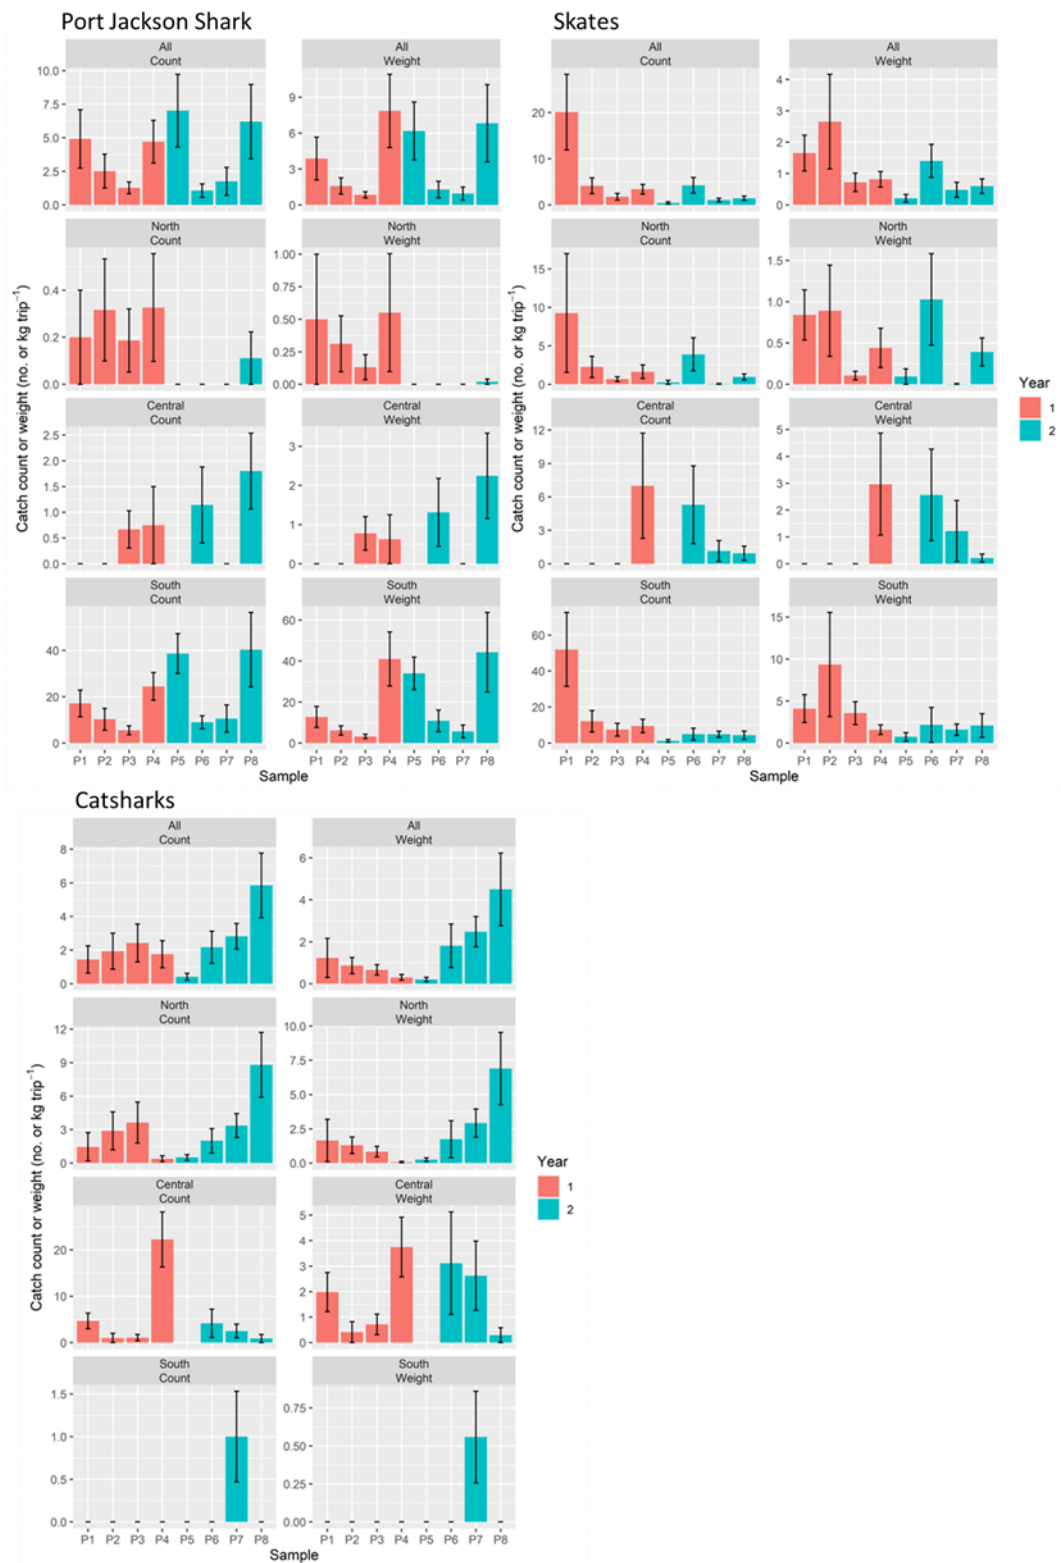 Port Jackson Shark
All
Count
10.0
7.5
5.0
2.5
0.0
All
Weight
9
6
3
0
North
Count
0.4
0.2
0.0
North
Weight
1.00
0.75
0.50
0.25
0.00
Central
Count
2.5
2.0
1.5
1.0
0.5
0.0
Central
Weight
3
2
1
0
South
Count
40
20
0
South
Weight
60
40
20
0
Catch count or weight (no. or kg trip⁻¹)
P1 P2 P3 P4 P5 P6 P7 P8
P1 P2 P3 P4 P5 P6 P7 P8
Sample
Skates
All
Count
20
10
0
All
Weight
4
3
2
1
0
North
Count
15
10
5
0
North
Weight
1.5
1.0
0.5
0.0
Central
Count
12
9
6
3
0
Central
Weight
5
4
3
2
1
0
South
Count
60
40
20
0
South
Weight
15
10
5
0
Catch count or weight (no. or kg trip⁻¹)
P1 P2 P3 P4 P5 P6 P7 P8
P1 P2 P3 P4 P5 P6 P7 P8
Sample
Year
1
2
Catsharks
All
Count
8
6
4
2
0
All
Weight
6
4
2
0
North
Count
12
9
6
3
0
North
Weight
10.0
7.5
5.0
2.5
0.0
Central
Count
20
10
0
Central
Weight
5
4
3
2
1
0
South
Count
1.5
1.0
0.5
0.0
South
Weight
0.75
0.50
0.25
0.00
Catch count or weight (no. or kg trip⁻¹)
P1 P2 P3 P4 P5 P6 P7 P8
P1 P2 P3 P4 P5 P6 P7 P8
Sample
Year
1
2